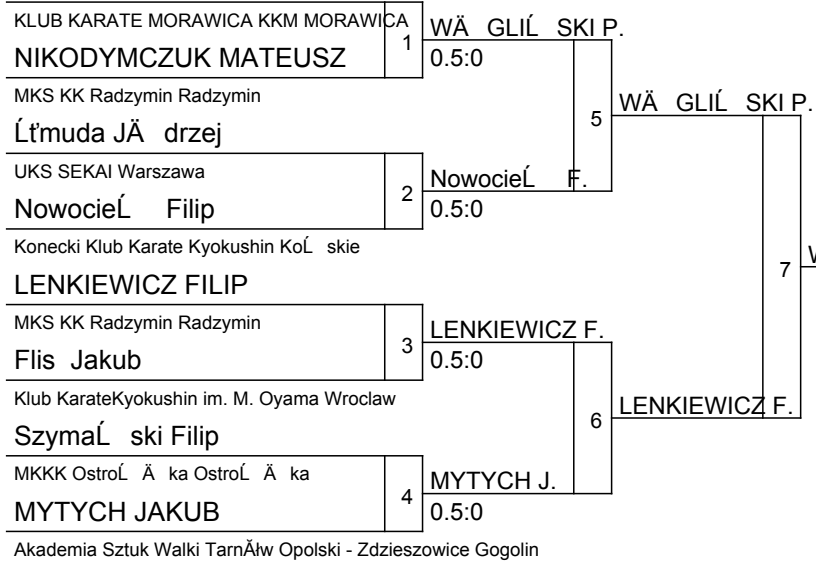 KLUB KARATE MORAWICA KKM MORAWICA
NIKODYMCZUK MATEUSZ
MKS KK Radzymin Radzymin
Ĺťmuda JÄ drzej
UKS SEKAI Warszawa
NowocieĹ Filip
Konecki Klub Karate Kyokushin KoĹ skie
LENKIEWICZ FILIP
MKS KK Radzymin Radzymin
Flis Jakub
Klub KarateKyokushin im. M. Oyama Wroclaw
SzymaĹ ski Filip
MKKK OstroĹ Ä ka OstroĹ Ä ka
MYTYCH JAKUB
Akademia Sztuk Walki TarnĂłw Opolski - Zdzieszowice Gogolin
1
WÄ GLIĹ SKI P.
0.5:0
2
NowocieĹ F.
0.5:0
3
LENKIEWICZ F.
0.5:0
4
MYTYCH J.
0.5:0
5
WÄ GLIĹ SKI P.
6
LENKIEWICZ F.
7